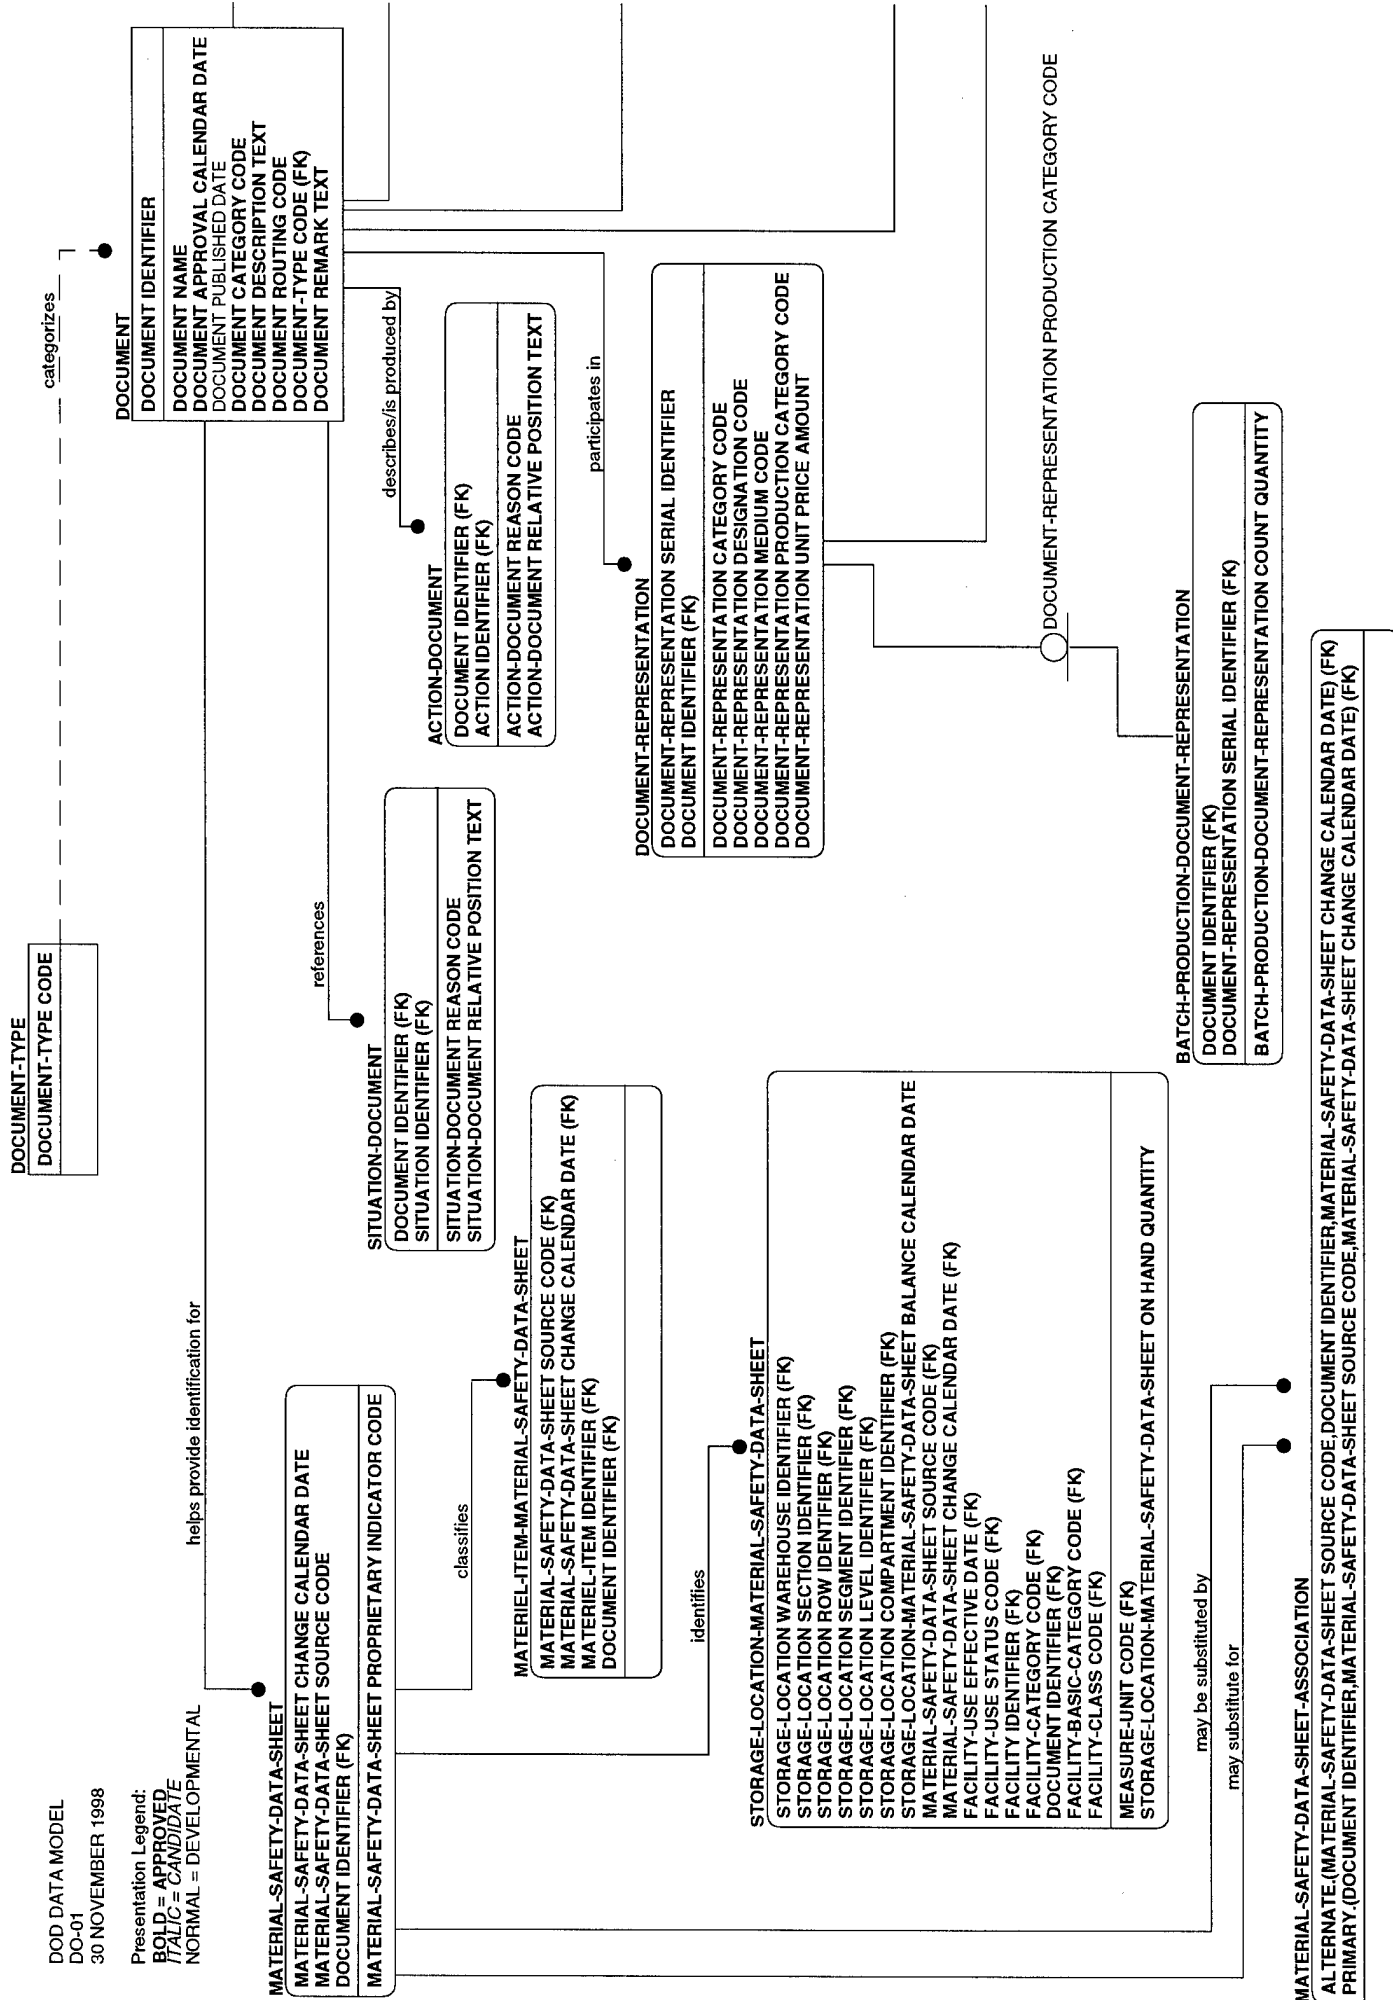 DOD DATA MODEL
DO-01
30 NOVEMBER 1998
Presentation Legend:
BOLD = APPROVED
ITALIC = CANDIDATE
NORMAL = DEVELOPMENTAL
DOCUMENT-TYPE
DOCUMENT-TYPE CODE
categorizes
DOCUMENT
DOCUMENT IDENTIFIER
DOCUMENT NAME
DOCUMENT APPROVAL CALENDAR DATE
DOCUMENT PUBLISHED DATE
DOCUMENT CATEGORY CODE
DOCUMENT DESCRIPTION TEXT
DOCUMENT ROUTING CODE
DOCUMENT-TYPE CODE (FK)
DOCUMENT REMARK TEXT
helps provide identification for
references
describes/is produced by
participates in
MATERIAL-SAFETY-DATA-SHEET
MATERIAL-SAFETY-DATA-SHEET CHANGE CALENDAR DATE
MATERIAL-SAFETY-DATA-SHEET SOURCE CODE
DOCUMENT IDENTIFIER (FK)
MATERIAL-SAFETY-DATA-SHEET PROPRIETARY INDICATOR CODE
SITUATION-DOCUMENT
DOCUMENT IDENTIFIER (FK)
SITUATION IDENTIFIER (FK)
SITUATION-DOCUMENT REASON CODE
SITUATION-DOCUMENT RELATIVE POSITION TEXT
ACTION-DOCUMENT
DOCUMENT IDENTIFIER (FK)
ACTION IDENTIFIER (FK)
ACTION-DOCUMENT REASON CODE
ACTION-DOCUMENT RELATIVE POSITION TEXT
classifies
MATERIEL-ITEM-MATERIAL-SAFETY-DATA-SHEET
MATERIAL-SAFETY-DATA-SHEET SOURCE CODE (FK)
MATERIAL-SAFETY-DATA-SHEET CHANGE CALENDAR DATE (FK)
MATERIEL-ITEM IDENTIFIER (FK)
DOCUMENT IDENTIFIER (FK)
DOCUMENT-REPRESENTATION
DOCUMENT-REPRESENTATION SERIAL IDENTIFIER
DOCUMENT IDENTIFIER (FK)
DOCUMENT-REPRESENTATION CATEGORY CODE
DOCUMENT-REPRESENTATION DESIGNATION CODE
DOCUMENT-REPRESENTATION MEDIUM CODE
DOCUMENT-REPRESENTATION PRODUCTION CATEGORY CODE
DOCUMENT-REPRESENTATION UNIT PRICE AMOUNT
identifies
STORAGE-LOCATION-MATERIAL-SAFETY-DATA-SHEET
STORAGE-LOCATION WAREHOUSE IDENTIFIER (FK)
STORAGE-LOCATION SECTION IDENTIFIER (FK)
STORAGE-LOCATION ROW IDENTIFIER (FK)
STORAGE-LOCATION SEGMENT IDENTIFIER (FK)
STORAGE-LOCATION LEVEL IDENTIFIER (FK)
STORAGE-LOCATION COMPARTMENT IDENTIFIER (FK)
STORAGE-LOCATION-MATERIAL-SAFETY-DATA-SHEET BALANCE CALENDAR DATE
MATERIAL-SAFETY-DATA-SHEET SOURCE CODE (FK)
MATERIAL-SAFETY-DATA-SHEET CHANGE CALENDAR DATE (FK)
FACILITY-USE EFFECTIVE DATE (FK)
FACILITY-USE STATUS CODE (FK)
FACILITY IDENTIFIER (FK)
FACILITY-CATEGORY CODE (FK)
DOCUMENT IDENTIFIER (FK)
FACILITY-BASIC-CATEGORY CODE (FK)
FACILITY-CLASS CODE (FK)
MEASURE-UNIT CODE (FK)
STORAGE-LOCATION-MATERIAL-SAFETY-DATA-SHEET ON HAND QUANTITY
DOCUMENT-REPRESENTATION PRODUCTION CATEGORY CODE
BATCH-PRODUCTION-DOCUMENT-REPRESENTATION
DOCUMENT IDENTIFIER (FK)
DOCUMENT-REPRESENTATION SERIAL IDENTIFIER (FK)
BATCH-PRODUCTION-DOCUMENT-REPRESENTATION COUNT QUANTITY
may be substituted by
may substitute for
MATERIAL-SAFETY-DATA-SHEET-ASSOCIATION
ALTERNATE.(MATERIAL-SAFETY-DATA-SHEET SOURCE CODE,DOCUMENT IDENTIFIER,MATERIAL-SAFETY-DATA-SHEET CHANGE CALENDAR DATE) (FK)
PRIMARY.(DOCUMENT IDENTIFIER,MATERIAL-SAFETY-DATA-SHEET SOURCE CODE,MATERIAL-SAFETY-DATA-SHEET CHANGE CALENDAR DATE) (FK)